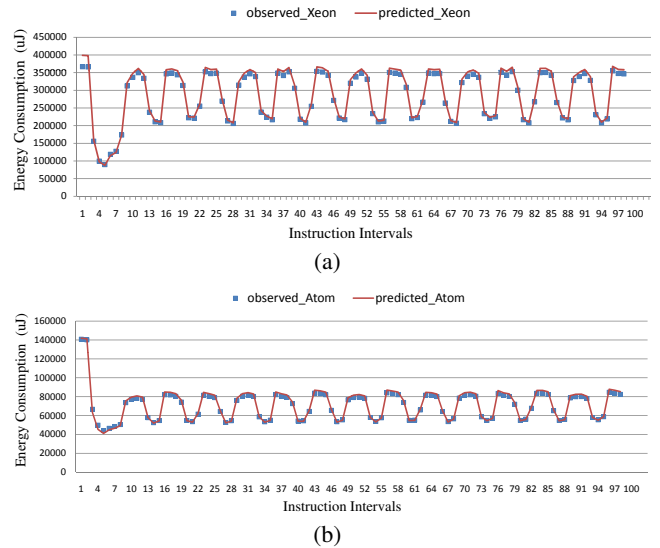 observed_Xeon predicted_Xeon
Energy Consumption (uJ)
450000
400000
350000
300000
250000
200000
150000
100000
50000
0
1 4 7 10 13 16 19 22 25 28 31 34 37 40 43 46 49 52 55 58 61 64 67 70 73 76 79 82 85 88 91 94 97 100
Instruction Intervals
(a)
observed_Atom predicted_Atom
Energy Consumption (uJ)
160000
140000
120000
100000
80000
60000
40000
20000
0
1 4 7 10 13 16 19 22 25 28 31 34 37 40 43 46 49 52 55 58 61 64 67 70 73 76 79 82 85 88 91 94 97 100
Instruction Intervals
(b)